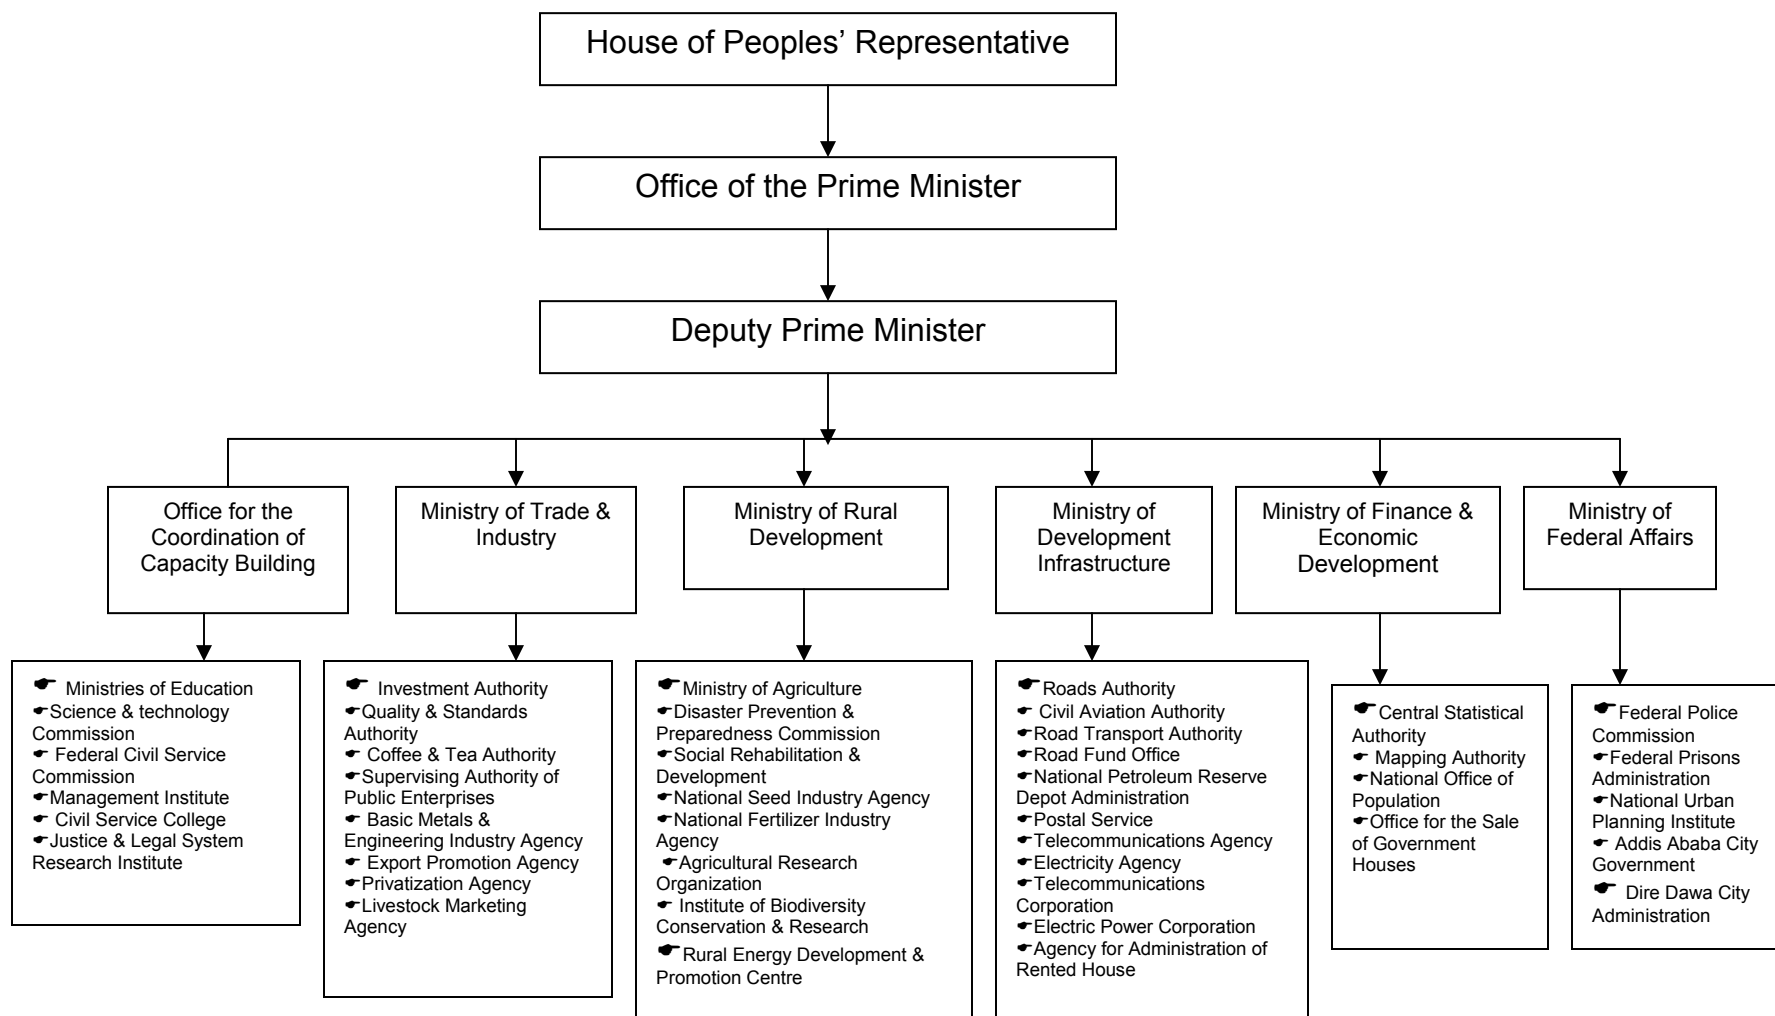 House of Peoples’ Representative
Office of the Prime Minister
Deputy Prime Minister
Office for the
Coordination of
Capacity Building
Ministry of Trade &
Industry
Ministry of Rural
Development
Ministry of
Development
Infrastructure
Ministry of Finance &
Economic
Development
Ministry of
Federal Affairs
☛ Ministries of Education
☛Science & technology
Commission
☛ Federal Civil Service
Commission
☛Management Institute
☛ Civil Service College
☛Justice & Legal System
Research Institute
☛ Investment Authority
☛Quality & Standards
Authority
☛ Coffee & Tea Authority
☛Supervising Authority of
Public Enterprises
☛ Basic Metals &
Engineering Industry Agency
☛ Export Promotion Agency
☛Privatization Agency
☛Livestock Marketing
Agency
☛Ministry of Agriculture
☛Disaster Prevention &
Preparedness Commission
☛Social Rehabilitation &
Development
☛National Seed Industry Agency
☛National Fertilizer Industry
Agency
☛Agricultural Research
Organization
☛ Institute of Biodiversity
Conservation & Research
☛Rural Energy Development &
Promotion Centre
☛Roads Authority
☛ Civil Aviation Authority
☛Road Transport Authority
☛Road Fund Office
☛National Petroleum Reserve
Depot Administration
☛Postal Service
☛Telecommunications Agency
☛Electricity Agency
☛Telecommunications
Corporation
☛Electric Power Corporation
☛Agency for Administration of
Rented House
☛Central Statistical
Authority
☛ Mapping Authority
☛National Office of
Population
☛Office for the Sale
of Government
Houses
☛Federal Police
Commission
☛Federal Prisons
Administration
☛National Urban
Planning Institute
☛ Addis Ababa City
Government
☛ Dire Dawa City
Administration